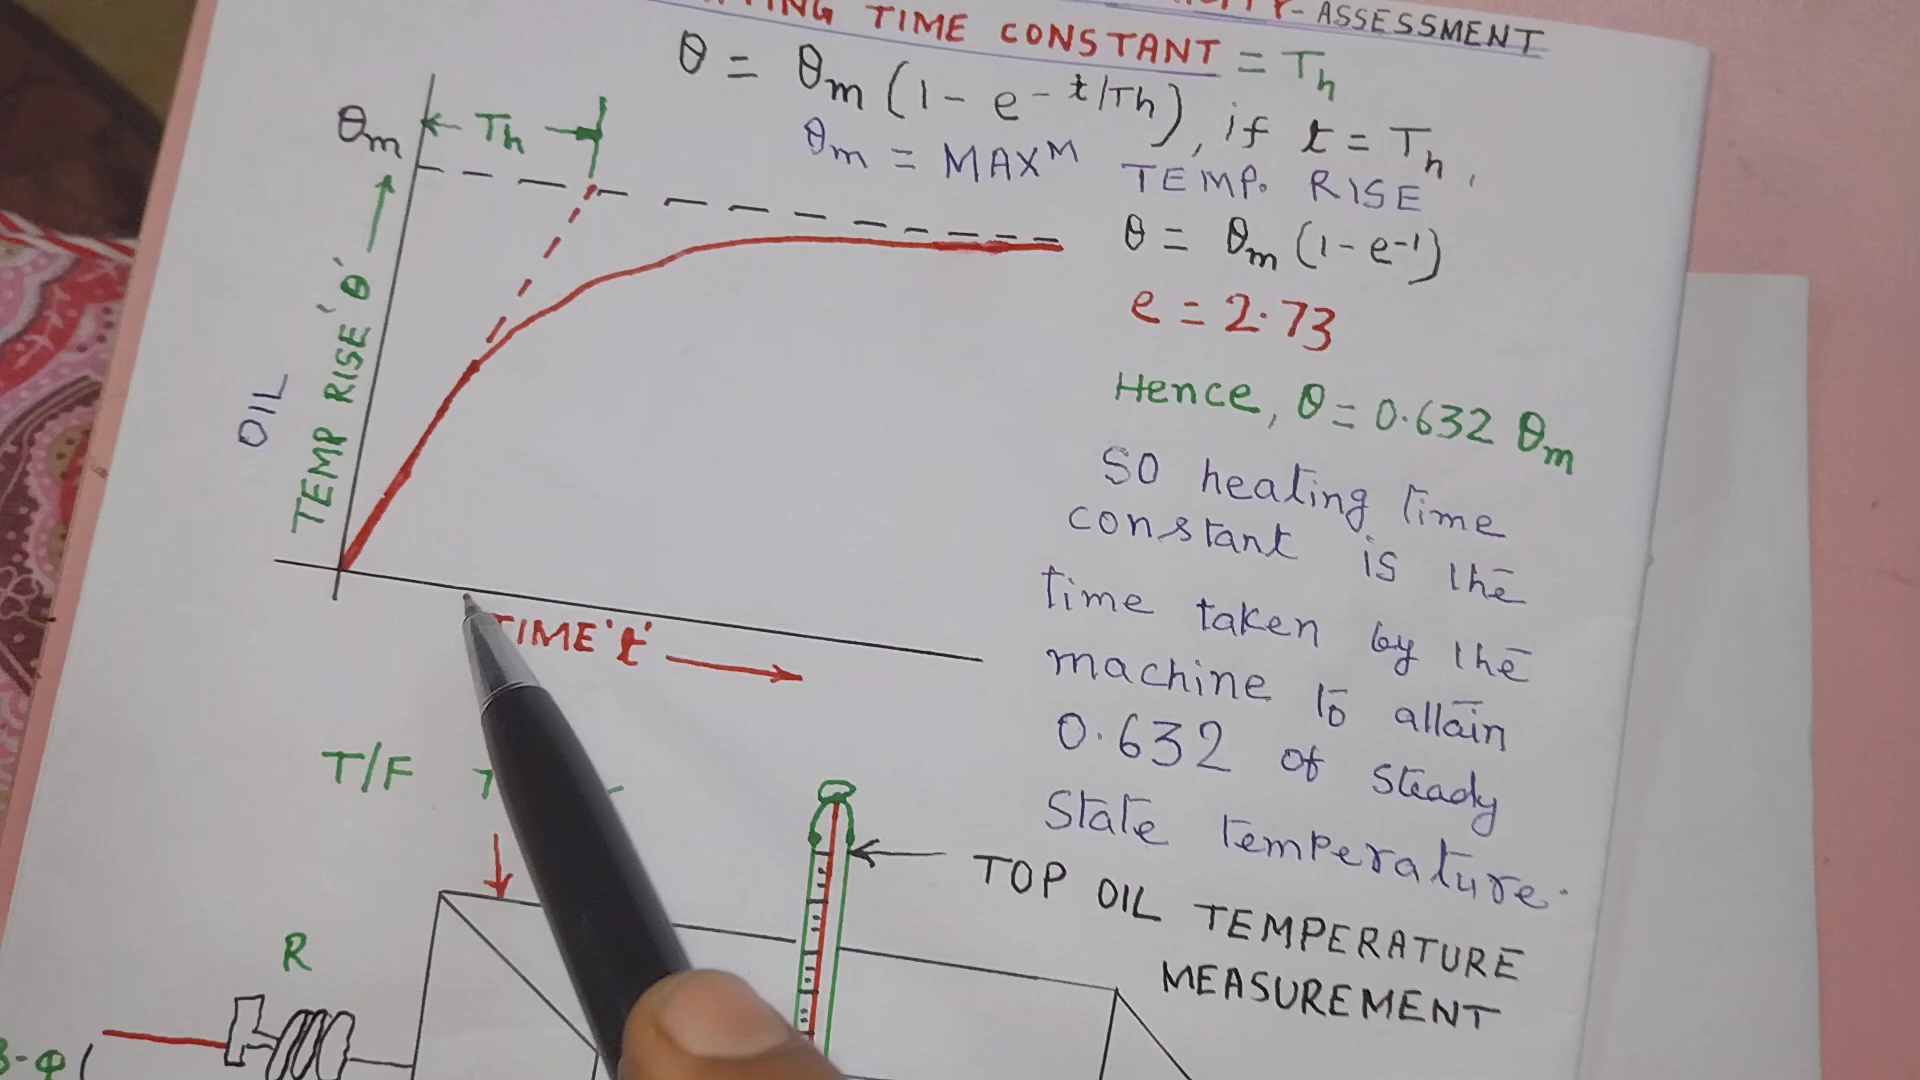 - ASSESSMENT
TIME CONSTANT = Th
θ = θm (1 - e - t/Th), if t = Th,
θm = MAXM TEMP. RISE
θ = θm (1 - e-1)
e = 2.73
Hence, θ = 0.632 θm
SO heating time
constant is the
time taken by the
machine to attain
0.632 of steady
state temperature.
θm
Th
OIL
TEMP RISE 'θ'
TIME 't'
T/F
TOP OIL TEMPERATURE
MEASUREMENT
R
3-φ